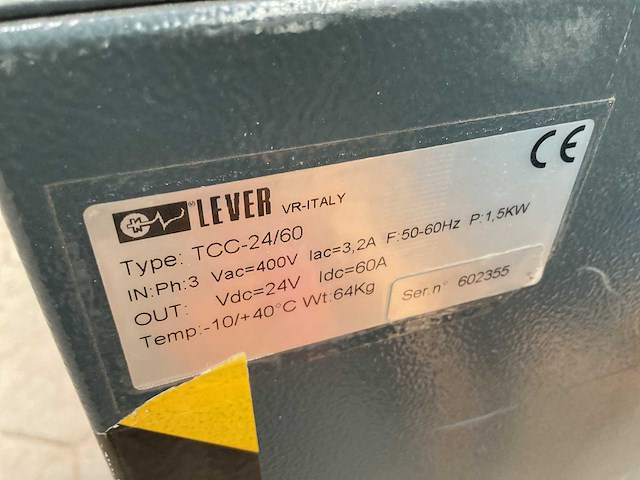 ® LEVER VR-ITALY
CE
Type: TCC-24/60
IN:Ph:3 Vac=400V Iac=3,2A F:50-60Hz P:1,5KW
OUT: Vdc=24V Idc=60A
Temp:-10/+40°C Wt:64Kg
Ser.n° 602355